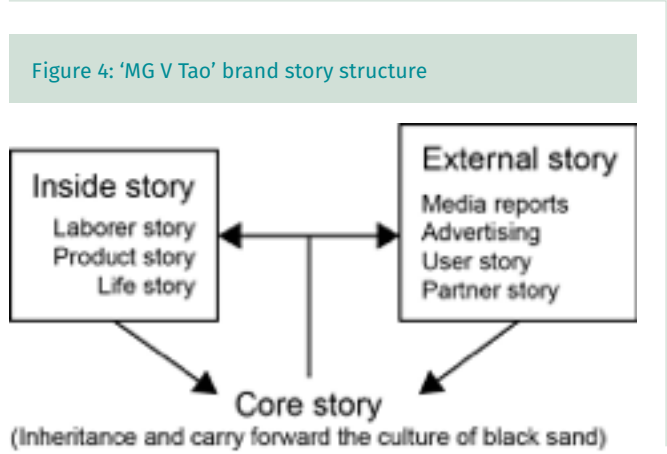 Figure 4: ‘MG V Tao’ brand story structure
Inside story
Laborer story
Product story
Life story
External story
Media reports
Advertising
User story
Partner story
Core story
(Inheritance and carry forward the culture of black sand)